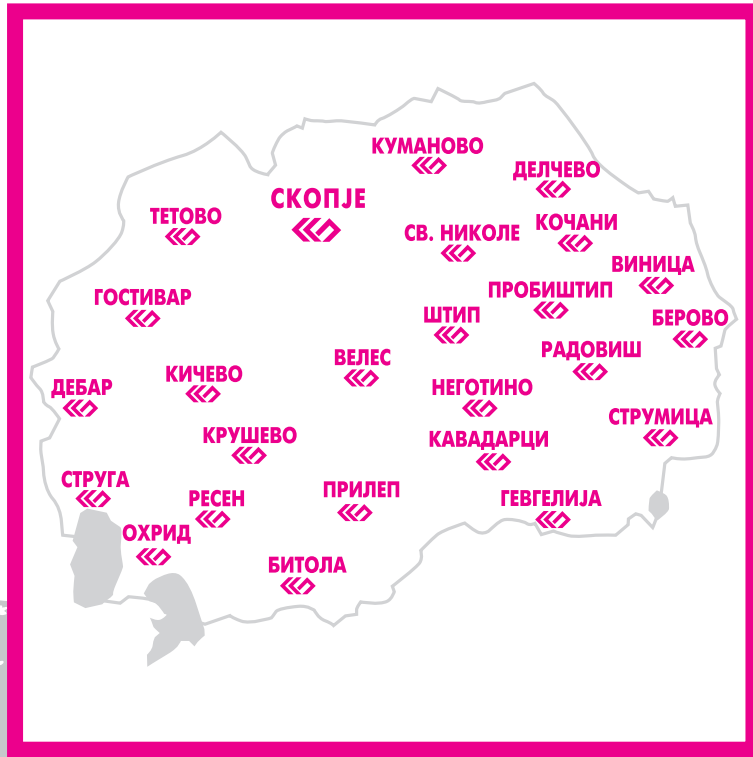 КУМАНОВО
ДЕЛЧЕВО
СКОПЈЕ
ТЕТОВО
КОЧАНИ
СВ. НИКОЛЕ
ВИНИЦА
ПРОБИШТИП
ГОСТИВАР
ШТИП
БЕРОВО
РАДОВИШ
ВЕЛЕС
КИЧЕВО
ДЕБАР
НЕГОТИНО
СТРУМИЦА
КРУШЕВО
КАВАДАРЦИ
СТРУГА
ПРИЛЕП
РЕСЕН
ГЕВГЕЛИЈА
ОХРИД
БИТОЛА